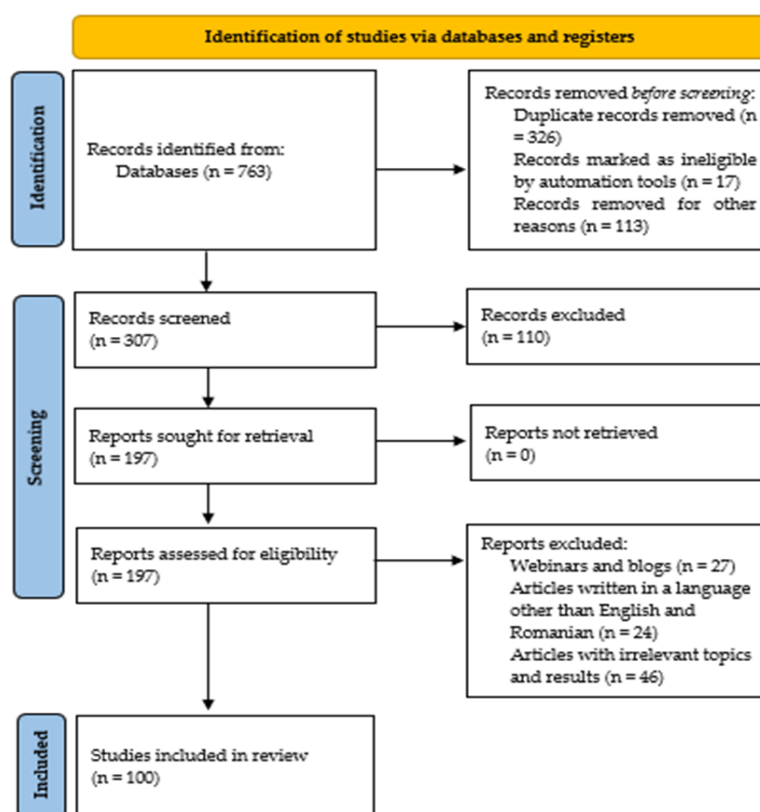 Identification of studies via databases and registers
Identification
Records identified from:
Databases (n = 763)
Records removed before screening:
Duplicate records removed (n
= 326)
Records marked as ineligible
by automation tools (n = 17)
Records removed for other
reasons (n = 113)
Screening
Records screened
(n = 307)
Records excluded
(n = 110)
Reports sought for retrieval
(n = 197)
Reports not retrieved
(n = 0)
Reports assessed for eligibility
(n = 197)
Reports excluded:
Webinars and blogs (n = 27)
Articles written in a language
other than English and
Romanian (n = 24)
Articles with irrelevant topics
and results (n = 46)
Included
Studies included in review
(n = 100)